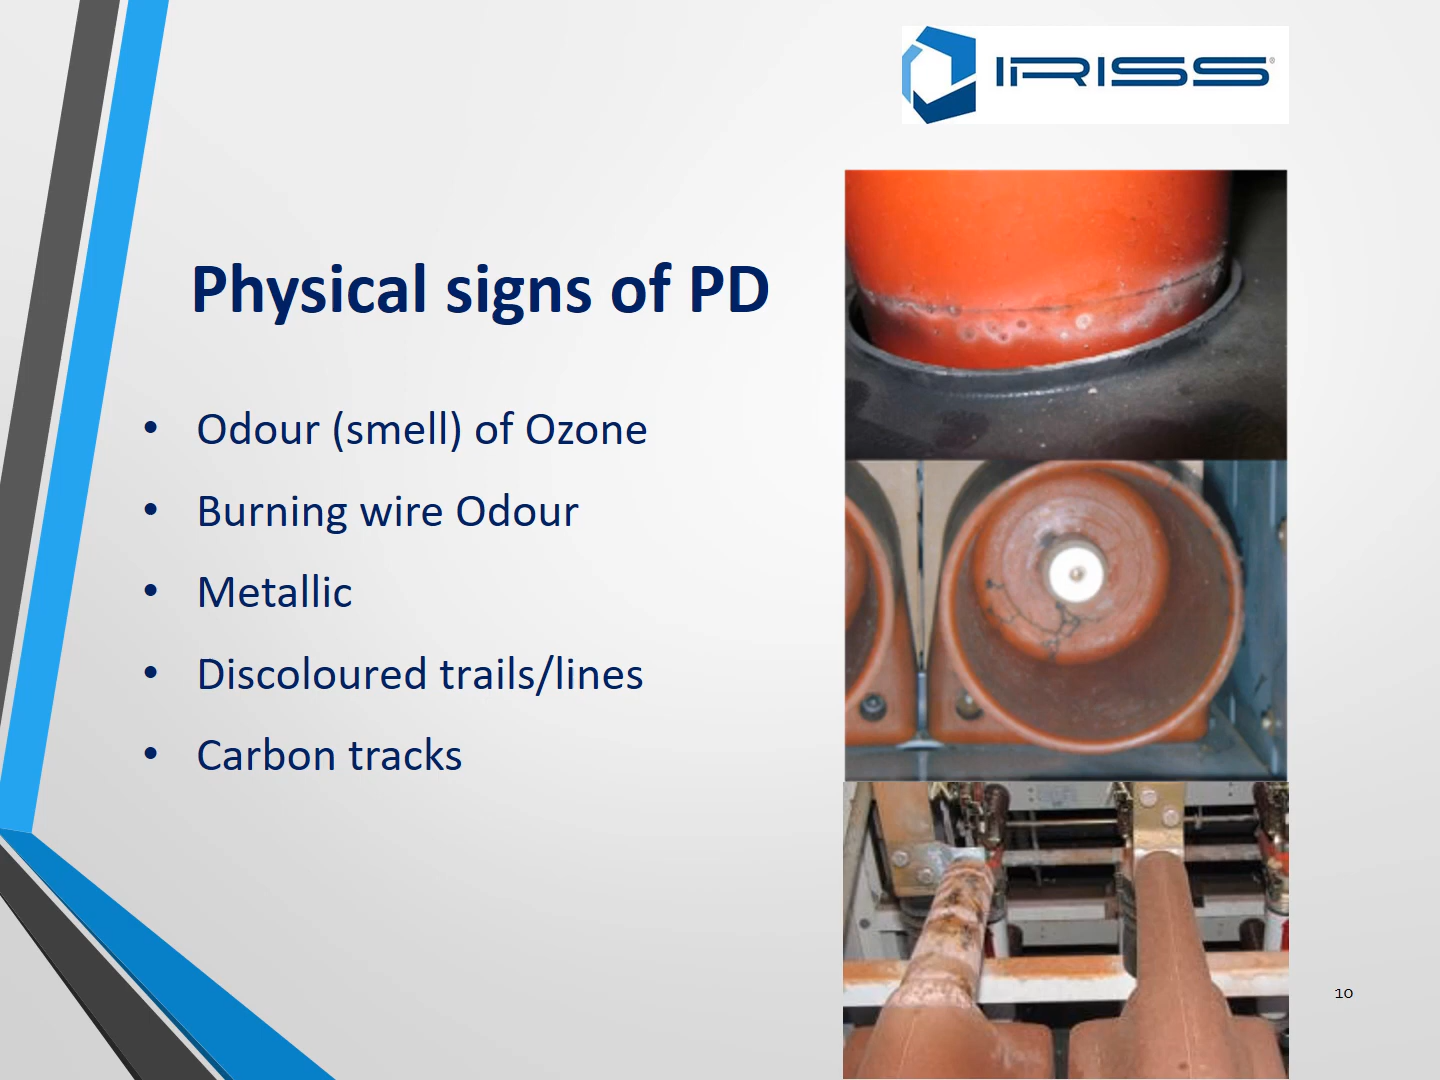 IRISS®
Physical signs of PD
• Odour (smell) of Ozone
• Burning wire Odour
• Metallic
• Discoloured trails/lines
• Carbon tracks
10